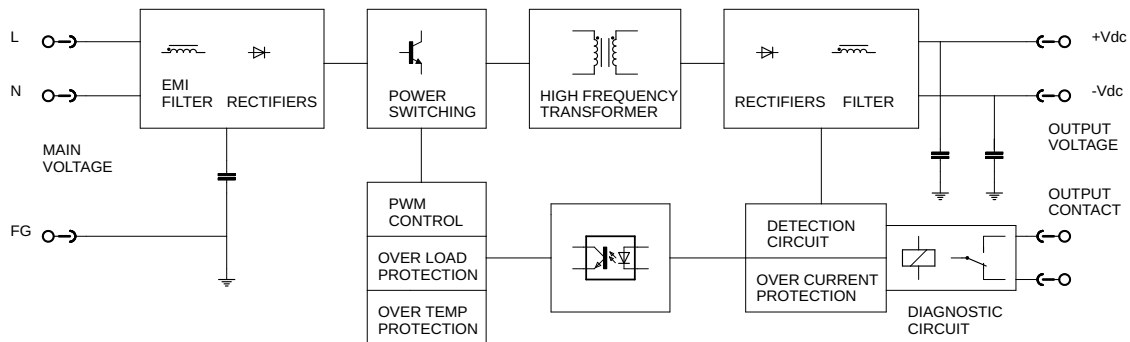 L
N
MAIN
VOLTAGE
FG
EMI
FILTER
RECTIFIERS
POWER
SWITCHING
HIGH FREQUENCY
TRANSFORMER
RECTIFIERS
FILTER
+Vdc
-Vdc
OUTPUT
VOLTAGE
OUTPUT
CONTACT
PWM
CONTROL
OVER LOAD
PROTECTION
OVER TEMP
PROTECTION
DETECTION
CIRCUIT
OVER CURRENT
PROTECTION
DIAGNOSTIC
CIRCUIT